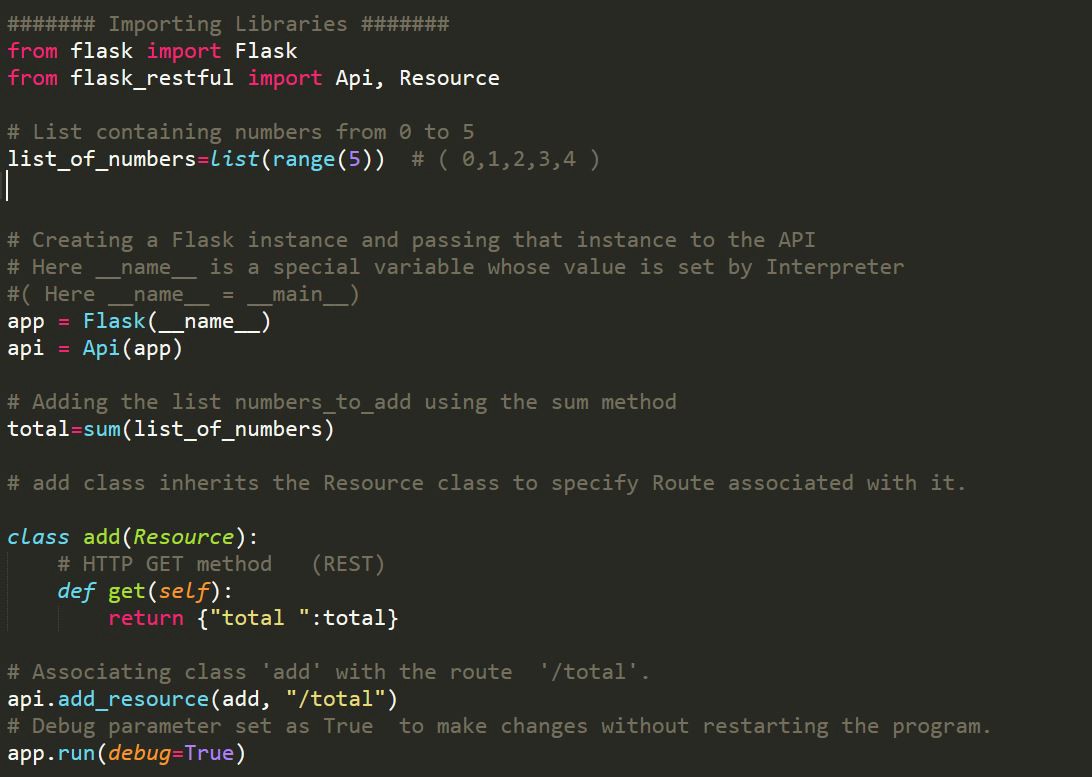 ####### Importing Libraries #######
from flask import Flask
from flask_restful import Api, Resource
# List containing numbers from 0 to 5
list_of_numbers=list(range(5))  # ( 0,1,2,3,4 )
# Creating a Flask instance and passing that instance to the API
# Here __name__ is a special variable whose value is set by Interpreter
#( Here __name__ = __main__)
app = Flask(__name__)
api = Api(app)
# Adding the list numbers_to_add using the sum method
total=sum(list_of_numbers)
# add class inherits the Resource class to specify Route associated with it.
class add(Resource):
    # HTTP GET method   (REST)
    def get(self):
        return {"total ":total}
# Associating class 'add' with the route  '/total'.
api.add_resource(add, "/total")
# Debug parameter set as True  to make changes without restarting the program.
app.run(debug=True)